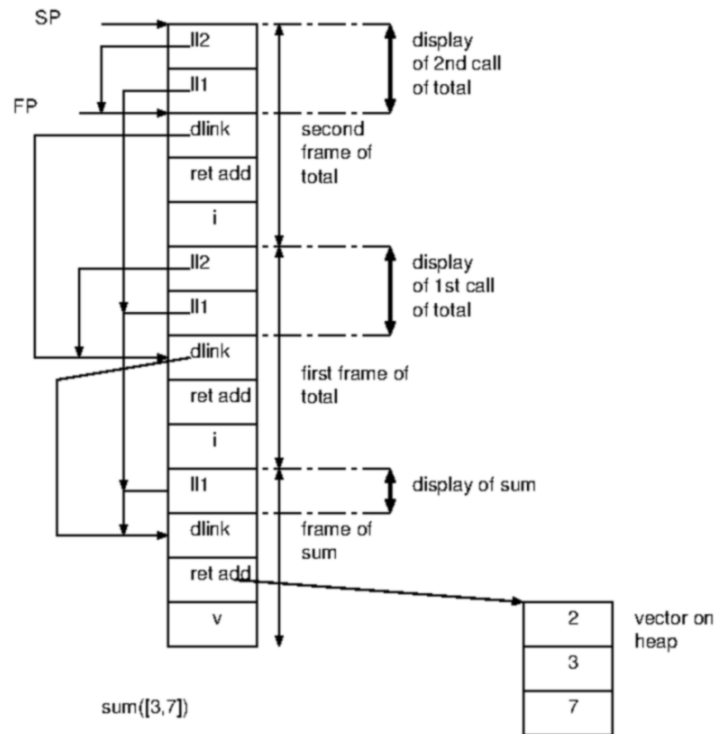 SP
ll2
display
of 2nd call
of total
ll1
FP
dlink
second
frame of
total
ret add
i
ll2
display
of 1st call
of total
ll1
dlink
first frame of
total
ret add
i
ll1
display of sum
dlink
frame of
sum
ret add
v
2
vector on
heap
3
7
sum([3,7])